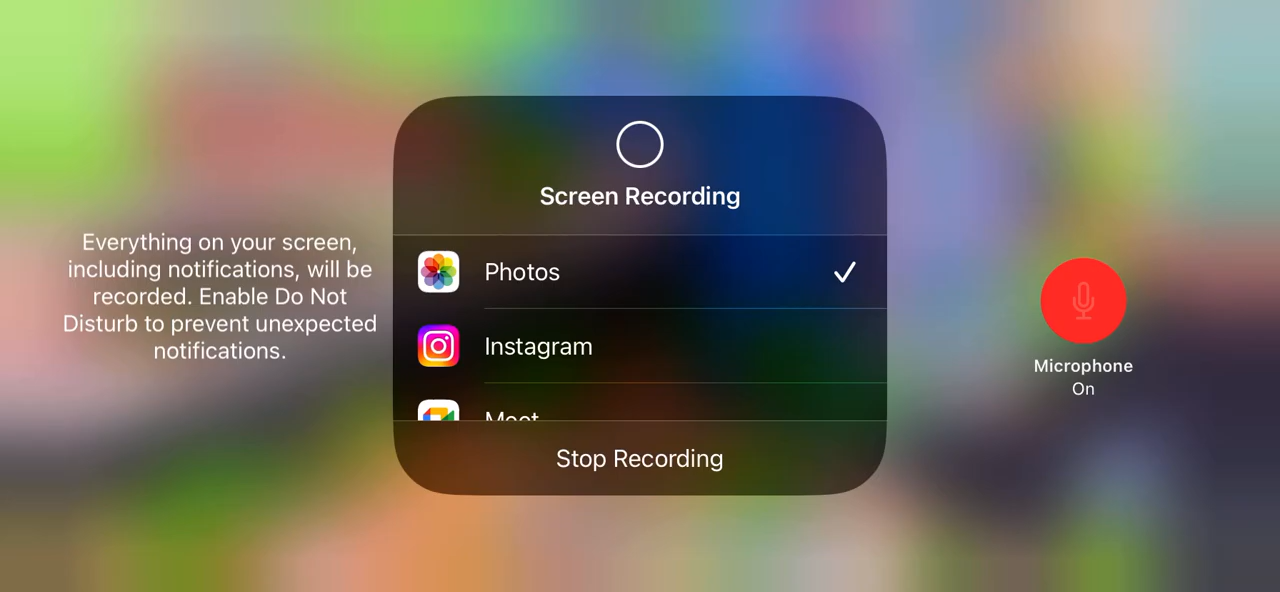 Screen Recording
Everything on your screen,
including notifications, will be
recorded. Enable Do Not
Disturb to prevent unexpected
notifications.
Photos
Instagram
Meet
Stop Recording
Microphone
On